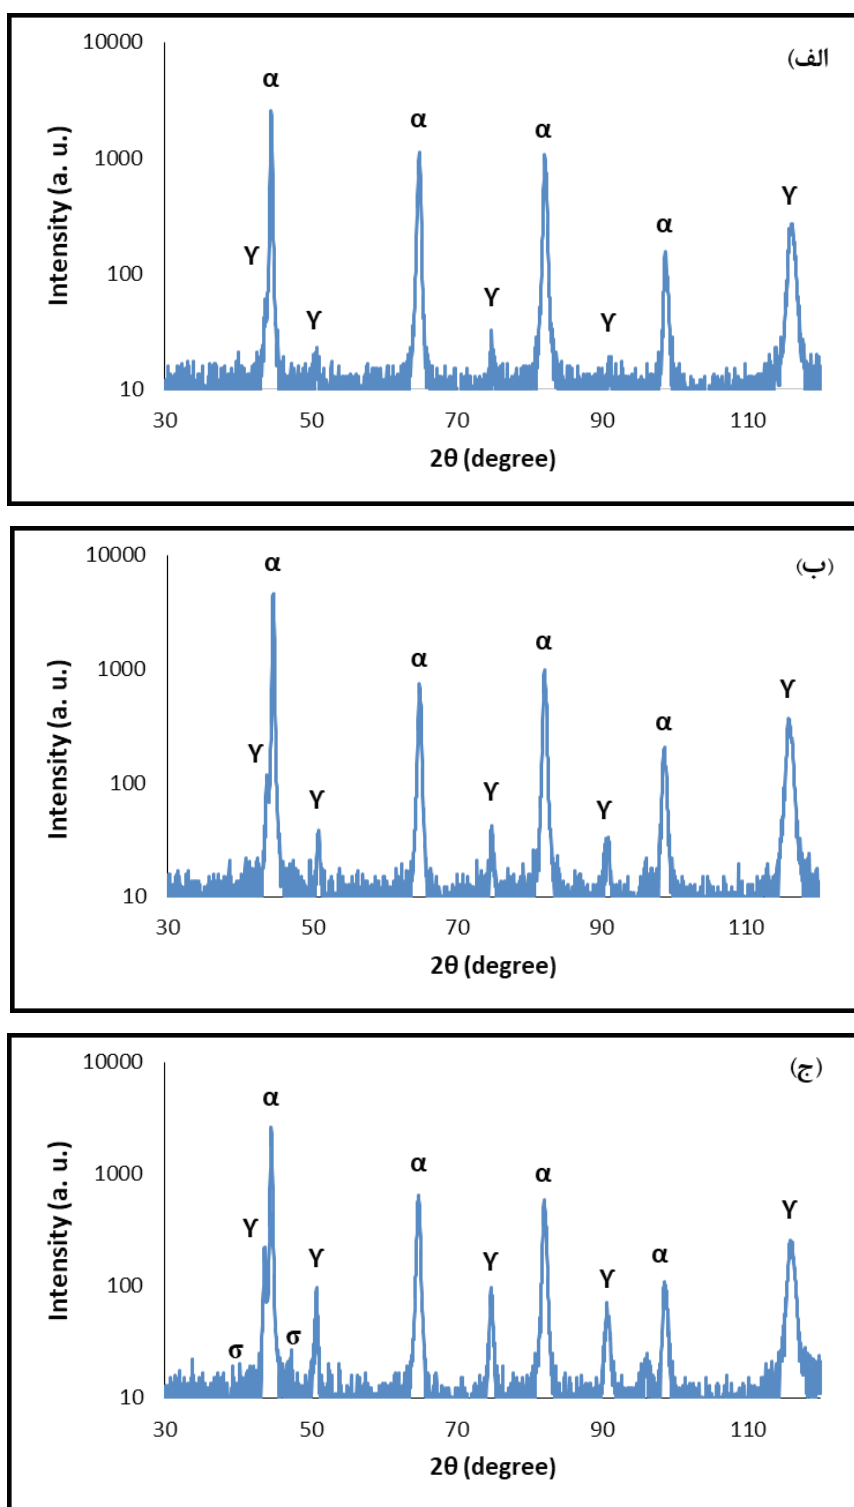 الف)
10000
α
α
α
1000
ϒ
α
ϒ
100
ϒ
ϒ
ϒ
10
30 50 70 90 110
2θ (degree)
Intensity (a. u.)
(ب)
10000
α
α
α
1000
ϒ
α
ϒ
100
ϒ
ϒ
ϒ
10
30 50 70 90 110
2θ (degree)
Intensity (a. u.)
(ج)
10000
α
α
α
1000
ϒ
ϒ
ϒ
ϒ
ϒ
α
100
σ
σ
10
30 50 70 90 110
2θ (degree)
Intensity (a. u.)